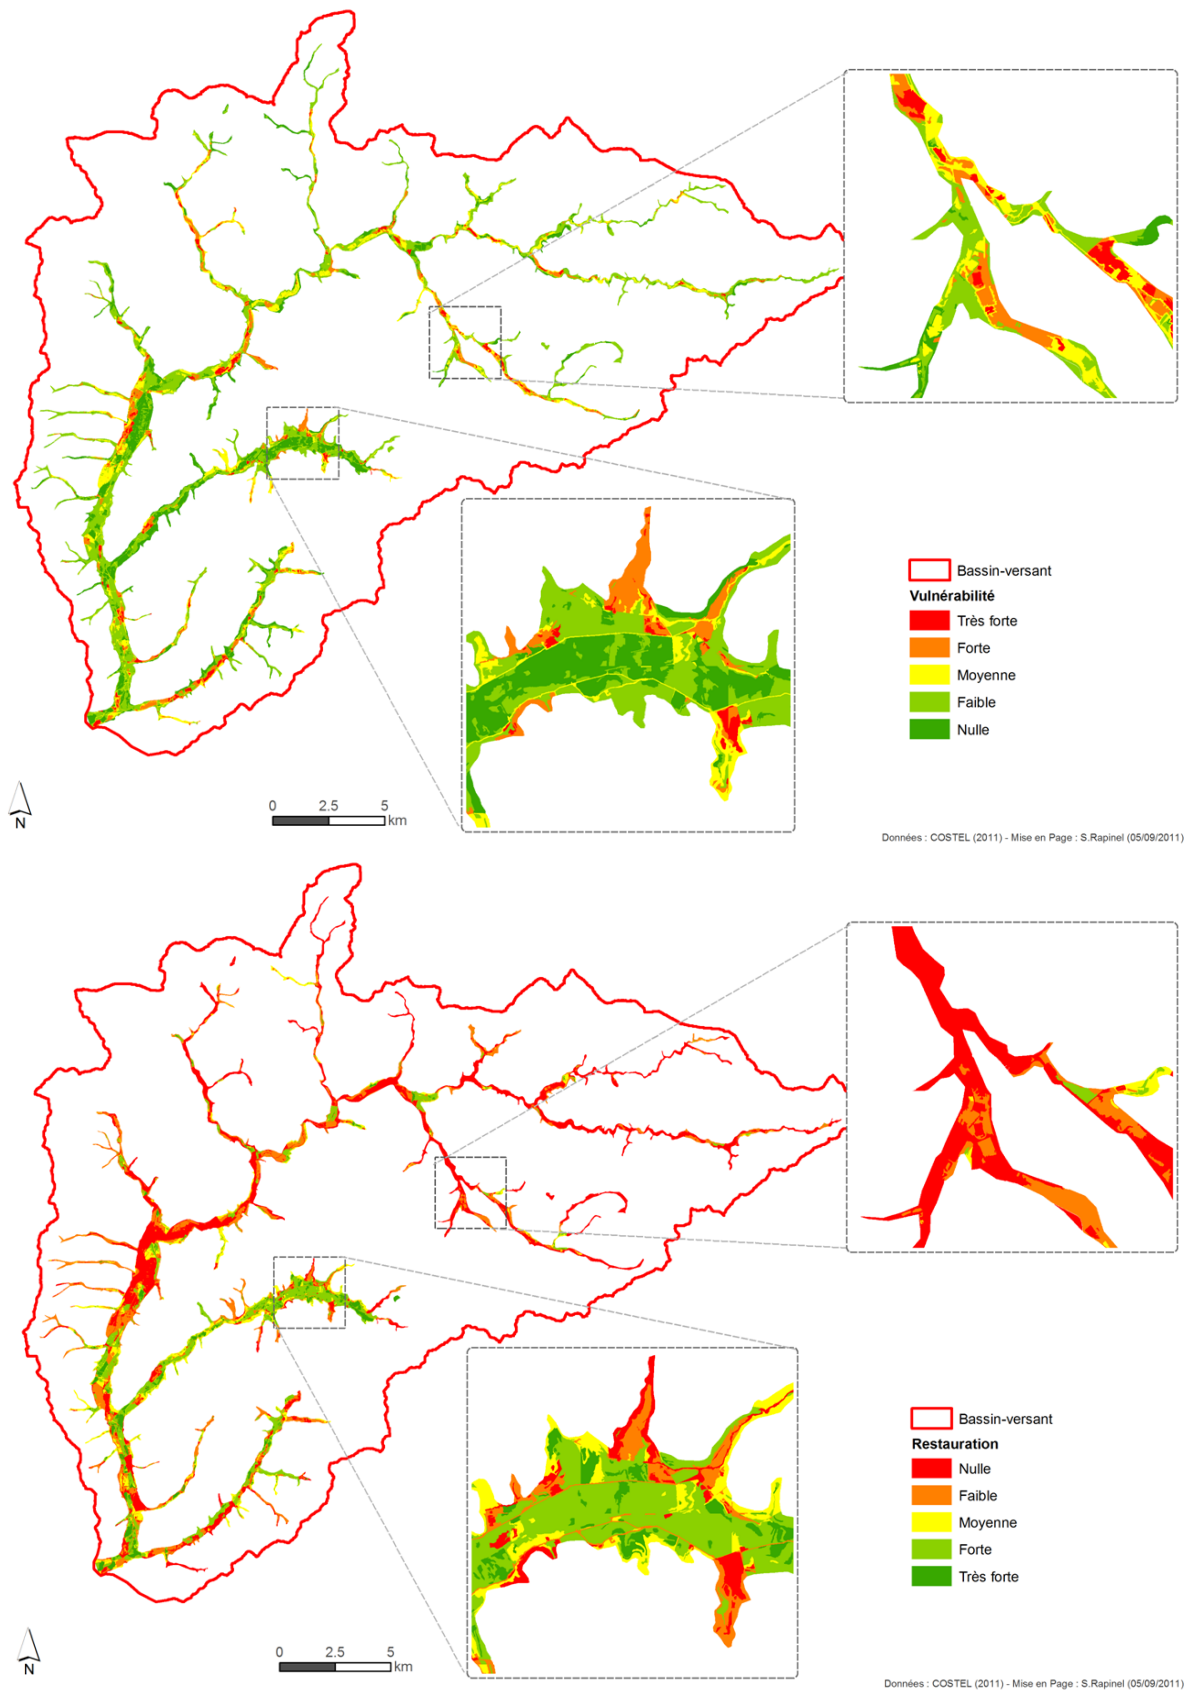 Bassin-versant
Vulnérabilité
Très forte
Forte
Moyenne
Faible
Nulle
N
0 2.5 5
km
Données : COSTEL (2011) - Mise en Page : S.Rapinel (05/09/2011)
Bassin-versant
Restauration
Nulle
Faible
Moyenne
Forte
Très forte
N
0 2.5 5
km
Données : COSTEL (2011) - Mise en Page : S.Rapinel (05/09/2011)